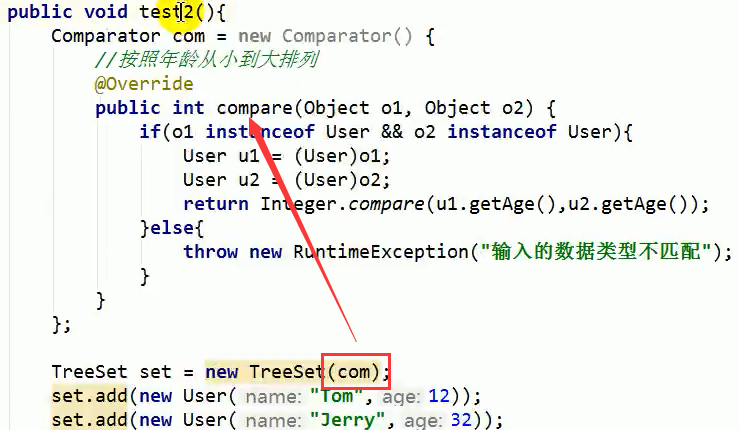 public void test2(){
Comparator com = new Comparator() {
//按照年龄从小到大排列
@Override
public int compare(Object o1, Object o2) {
if(o1 instanceof User && o2 instanceof User){
User u1 = (User)o1;
User u2 = (User)o2;
return Integer.compare(u1.getAge(),u2.getAge());
}else{
throw new RuntimeException("输入的数据类型不匹配");
}
}
};
TreeSet set = new TreeSet(com);
set.add(new User( name: "Tom", age: 12));
set.add(new User( name: "Jerry", age: 32));